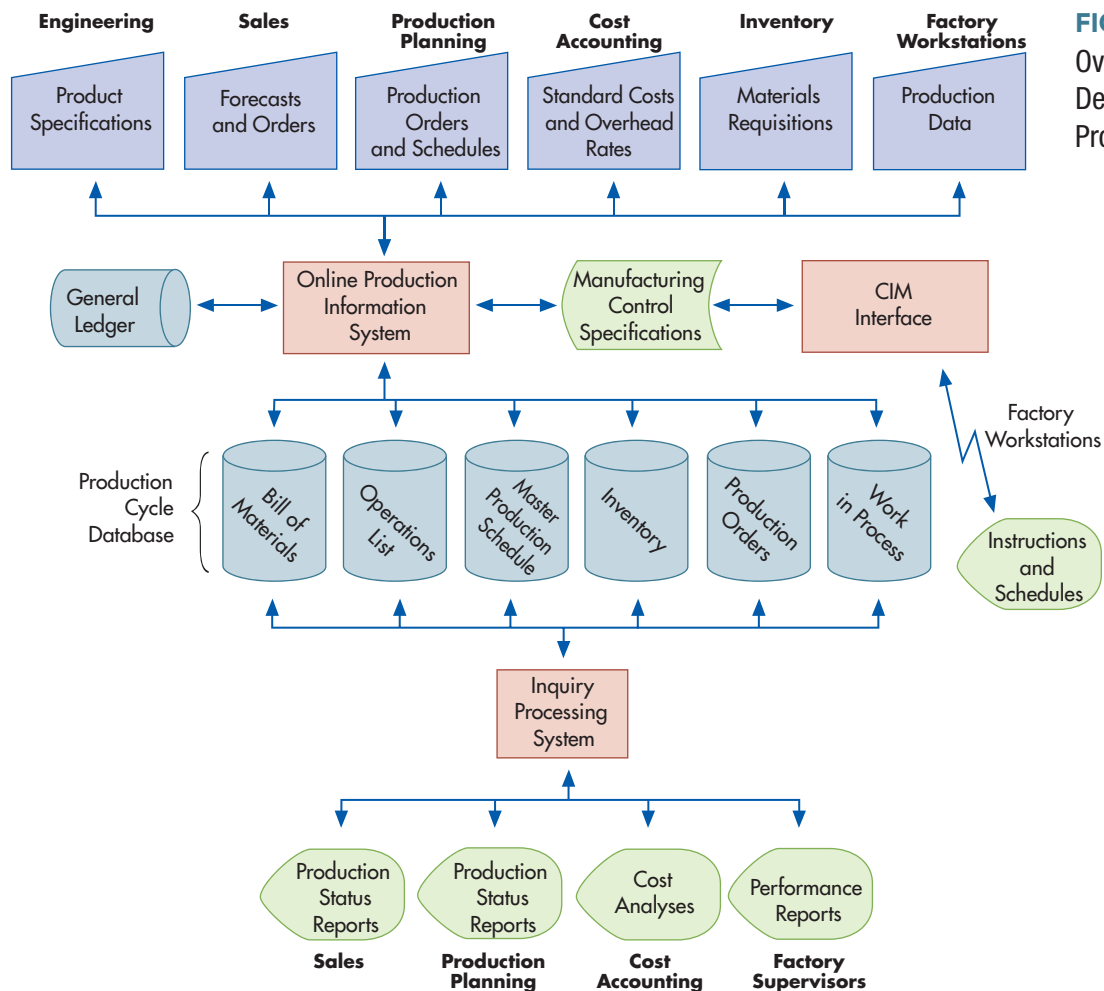 Engineering
Sales
Production
Planning
Cost
Accounting
Inventory
Factory
Workstations
FIG
Ov
De
Pro
Product
Specifications
Forecasts
and Orders
Production
Orders
and Schedules
Standard Costs
and Overhead
Rates
Materials
Requisitions
Production
Data
General
Ledger
Online Production
Information
System
Manufacturing
Control
Specifications
CIM
Interface
Factory
Workstations
Production
Cycle
Database
Bill of
Materials
Operations
List
Master
Production
Schedule
Inventory
Production
Orders
Work
in Process
Instructions
and
Schedules
Inquiry
Processing
System
Production
Status
Reports
Production
Status
Reports
Cost
Analyses
Performance
Reports
Sales
Production
Planning
Cost
Accounting
Factory
Supervisors